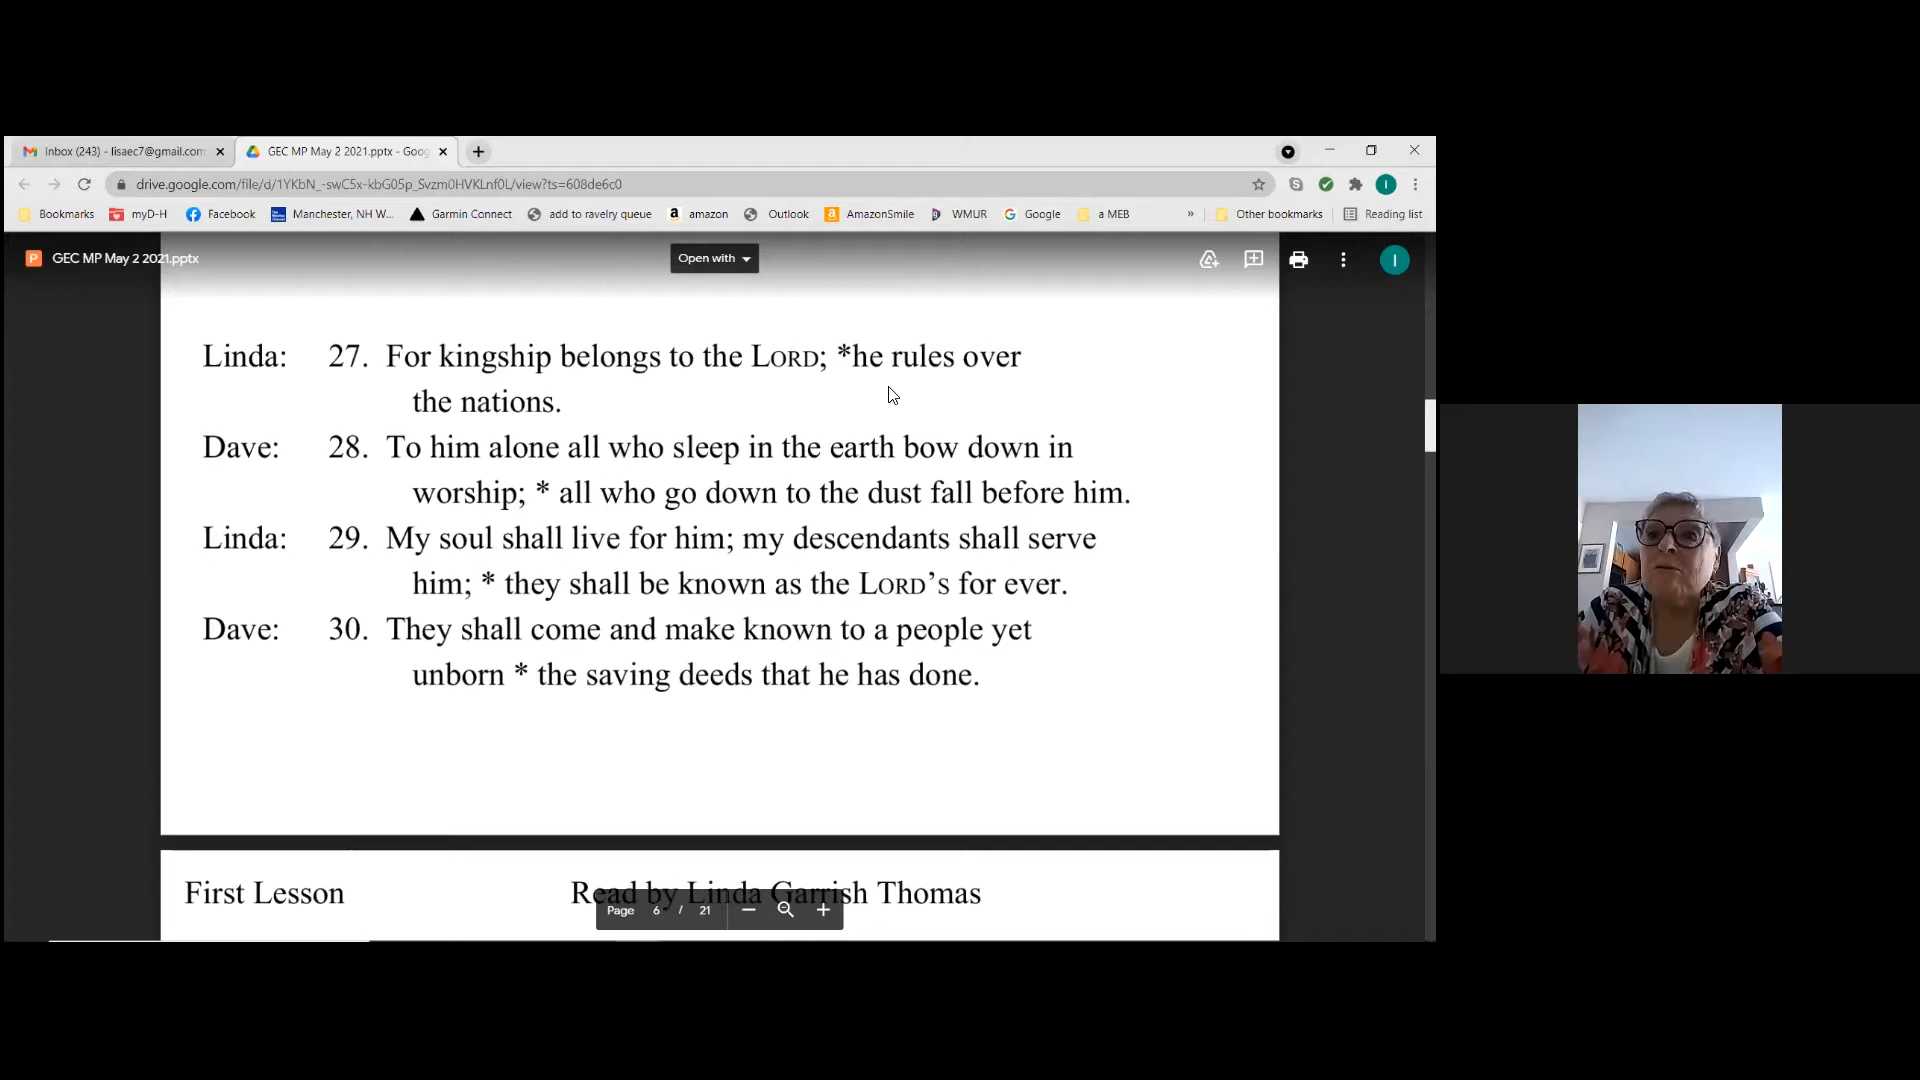 Inbox (243) - lisaec7@gmail.com
GEC MP May 2 2021.pptx - Goog
drive.google.com/file/d/1YKbN_-swC5x-kbG05p_Svzm0HVKLnf0L/view?ts=608de6c0
Bookmarks myD-H Facebook Manchester, NH W... Garmin Connect add to ravelry queue amazon Outlook AmazonSmile WMUR Google a MEB » Other bookmarks Reading list
GEC MP May 2 2021.pptx
Open with
Linda: 27. For kingship belongs to the LORD; *he rules over
the nations.
Dave: 28. To him alone all who sleep in the earth bow down in
worship; * all who go down to the dust fall before him.
Linda: 29. My soul shall live for him; my descendants shall serve
him; * they shall be known as the LORD’S for ever.
Dave: 30. They shall come and make known to a people yet
unborn * the saving deeds that he has done.
First Lesson Read by Linda Garrish Thomas
Page 6 / 21